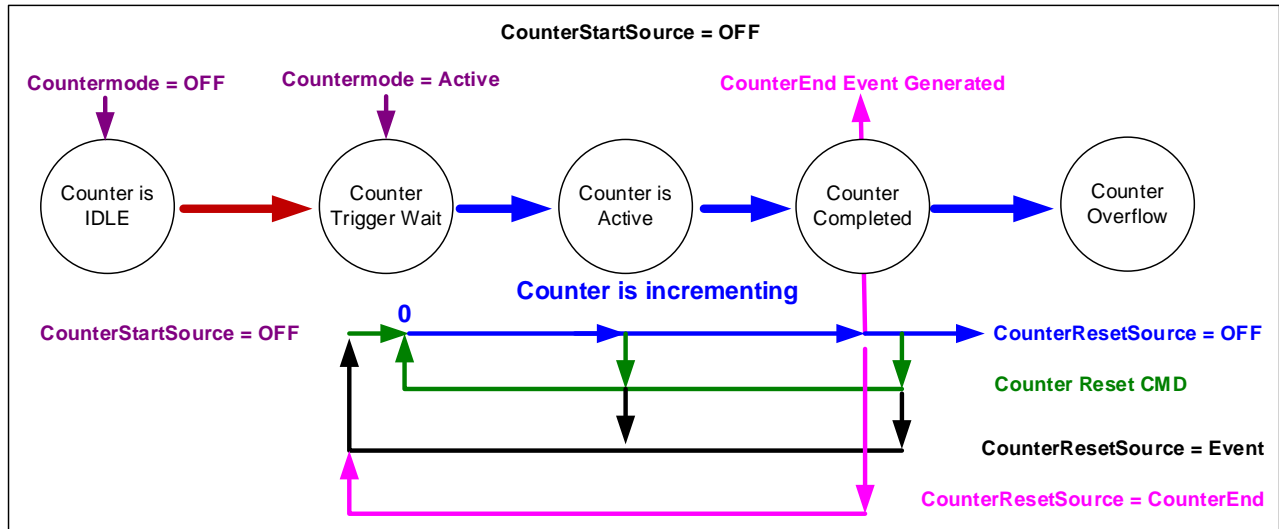 CounterStartSource = OFF
Countermode = OFF
Countermode = Active
CounterEnd Event Generated
Counter is
IDLE
Counter
Trigger Wait
Counter is
Active
Counter
Completed
Counter
Overflow
Counter is incrementing
0
CounterStartSource = OFF
CounterResetSource = OFF
Counter Reset CMD
CounterResetSource = Event
CounterResetSource = CounterEnd